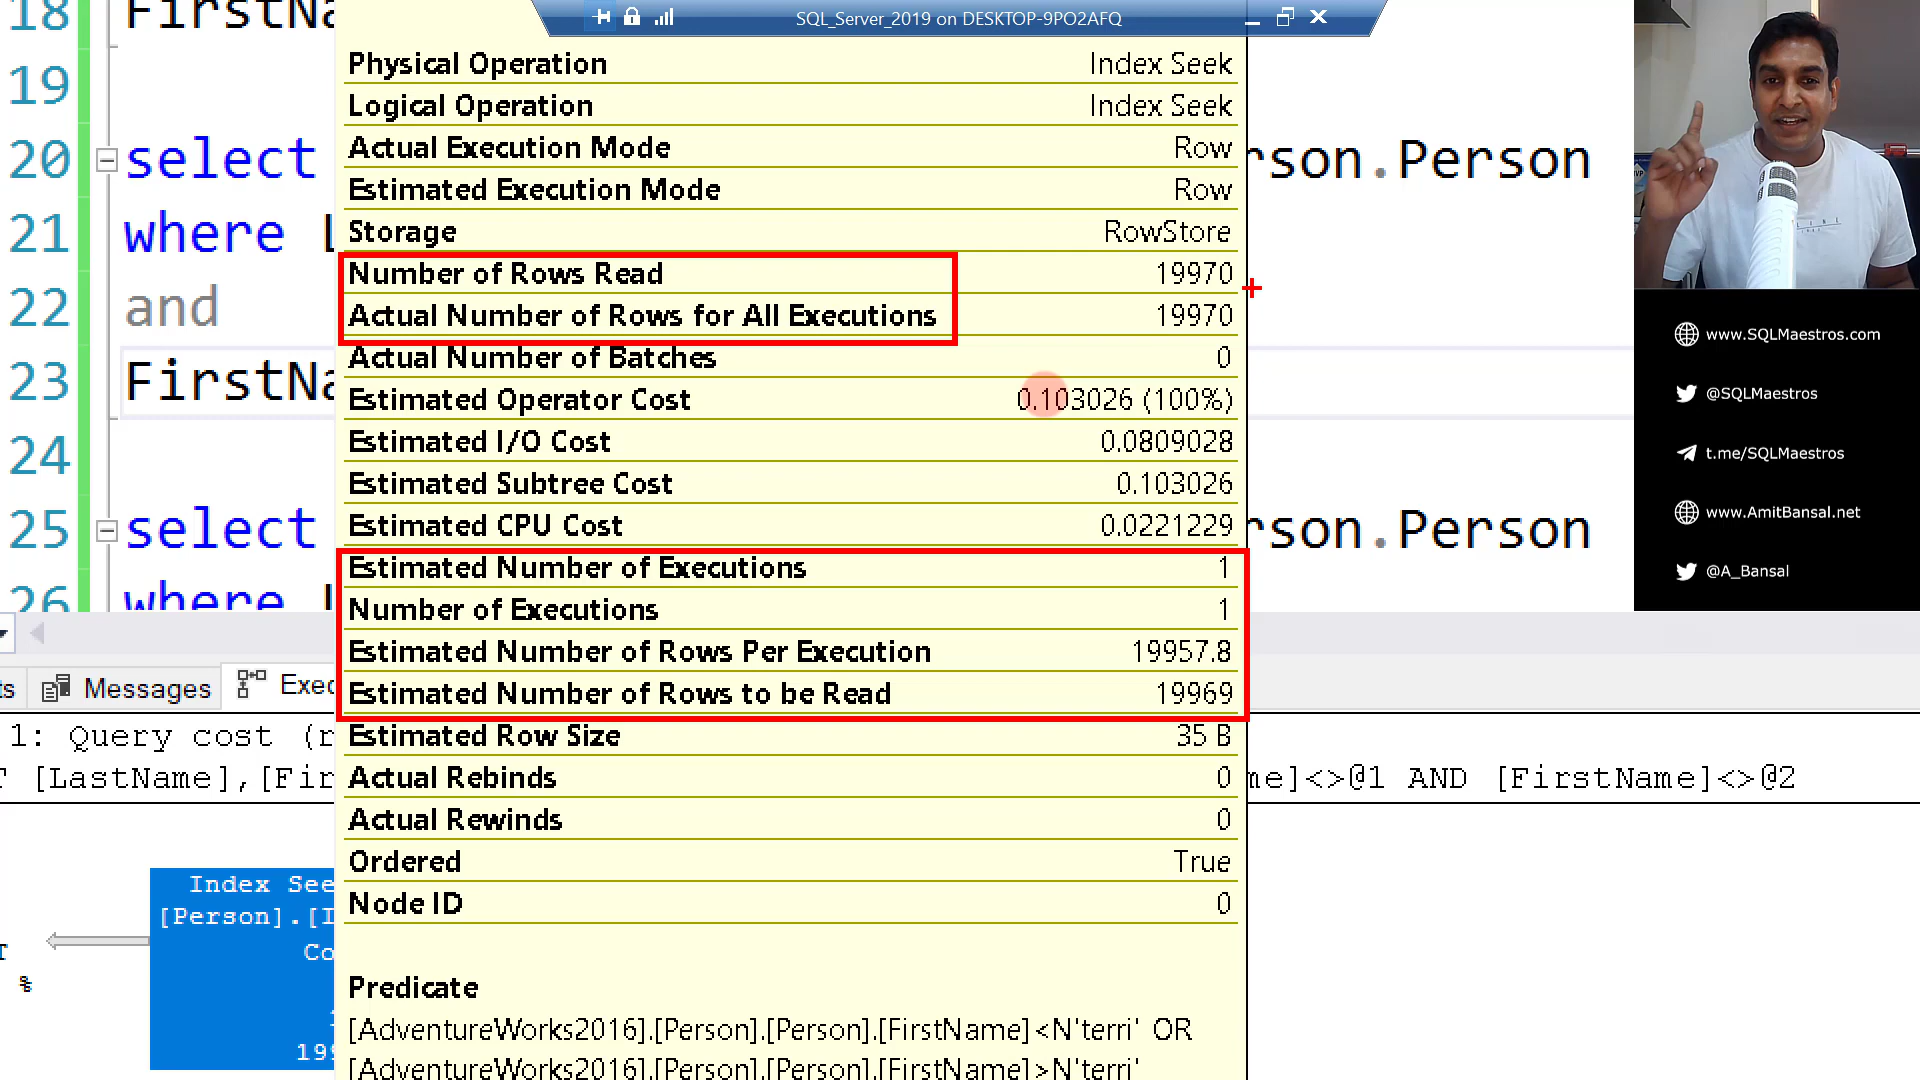 SQL_Server_2019 on DESKTOP-9PO2AFQ
18 FirstNa
19
20 select rson.Person
21 where L
22 and
23 FirstNa
24
25 select rson.Person
26 where L
Physical Operation Index Seek
Logical Operation Index Seek
Actual Execution Mode Row
Estimated Execution Mode Row
Storage RowStore
Number of Rows Read 19970
Actual Number of Rows for All Executions 19970
Actual Number of Batches 0
Estimated Operator Cost 0.103026 (100%)
Estimated I/O Cost 0.0809028
Estimated Subtree Cost 0.103026
Estimated CPU Cost 0.0221229
Estimated Number of Executions 1
Number of Executions 1
Estimated Number of Rows Per Execution 19957.8
Estimated Number of Rows to be Read 19969
Estimated Row Size 35 B
Actual Rebinds 0
Actual Rewinds 0
Ordered True
Node ID 0
Predicate
[AdventureWorks2016].[Person].[Person].[FirstName]<N'terri' OR
[AdventureWorks2016].[Person].[Person].[FirstName]>N'terri'
www.SQLMaestros.com
@SQLMaestros
t.me/SQLMaestros
www.AmitBansal.net
@A_Bansal
ts Messages Exec
1: Query cost (r
T [LastName],[Fir me]<>@1 AND [FirstName]<>@2
Index See
[Person].[I
Co
%
199